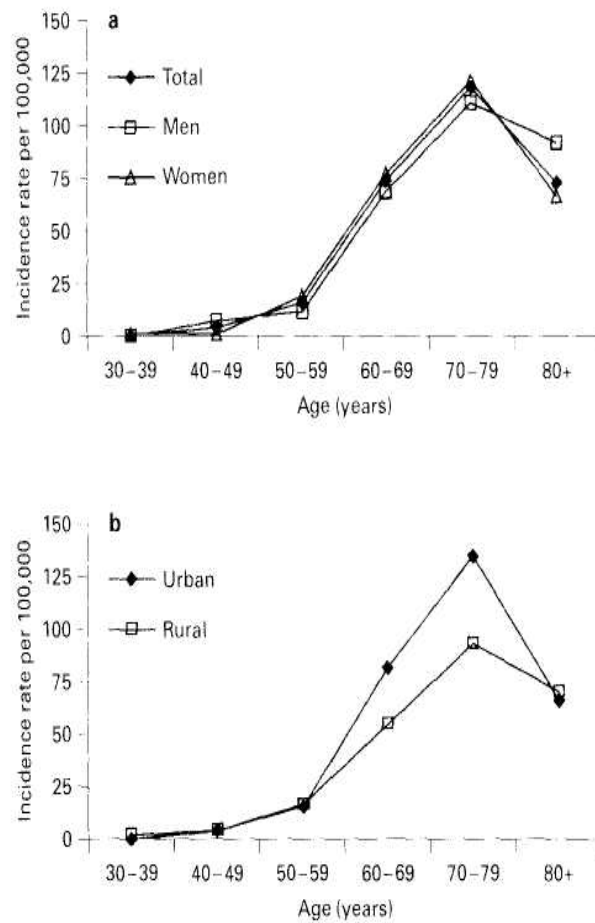 a
150
125
100
75
50
25
0
Incidence rate per 100,000
Total
Men
Women
30–39 40–49 50–59 60–69 70–79 80+
Age (years)
b
150
125
100
75
50
25
0
Incidence rate per 100,000
Urban
Rural
30–39 40–49 50–59 60–69 70–79 80+
Age (years)